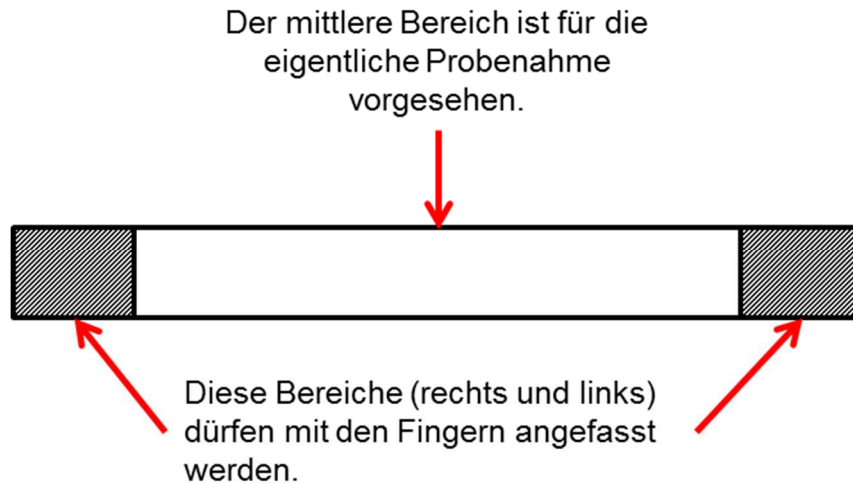 Der mittlere Bereich ist für die
eigentliche Probenahme
vorgesehen.
Diese Bereiche (rechts und links)
dürfen mit den Fingern angefasst
werden.